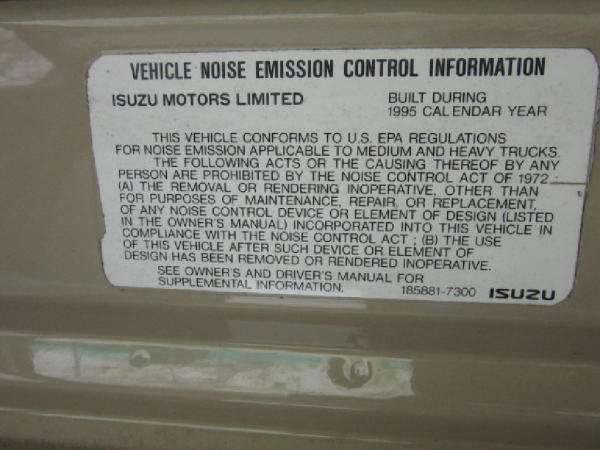 VEHICLE NOISE EMISSION CONTROL INFORMATION
ISUZU MOTORS LIMITED BUILT DURING
1995 CALENDAR YEAR
THIS VEHICLE CONFORMS TO U.S. EPA REGULATIONS
FOR NOISE EMISSION APPLICABLE TO MEDIUM AND HEAVY TRUCKS.
THE FOLLOWING ACTS OR THE CAUSING THEREOF BY ANY
PERSON ARE PROHIBITED BY THE NOISE CONTROL ACT OF 1972
(A) THE REMOVAL OR RENDERING INOPERATIVE, OTHER THAN
FOR PURPOSES OF MAINTENANCE, REPAIR, OR REPLACEMENT,
OF ANY NOISE CONTROL DEVICE OR ELEMENT OF DESIGN (LISTED
IN THE OWNER'S MANUAL) INCORPORATED INTO THIS VEHICLE IN
COMPLIANCE WITH THE NOISE CONTROL ACT ; (B) THE USE
OF THIS VEHICLE AFTER SUCH DEVICE OR ELEMENT OF
DESIGN HAS BEEN REMOVED OR RENDERED INOPERATIVE.
SEE OWNER'S AND DRIVER'S MANUAL FOR
SUPPLEMENTAL INFORMATION. 185881-7300 ISUZU